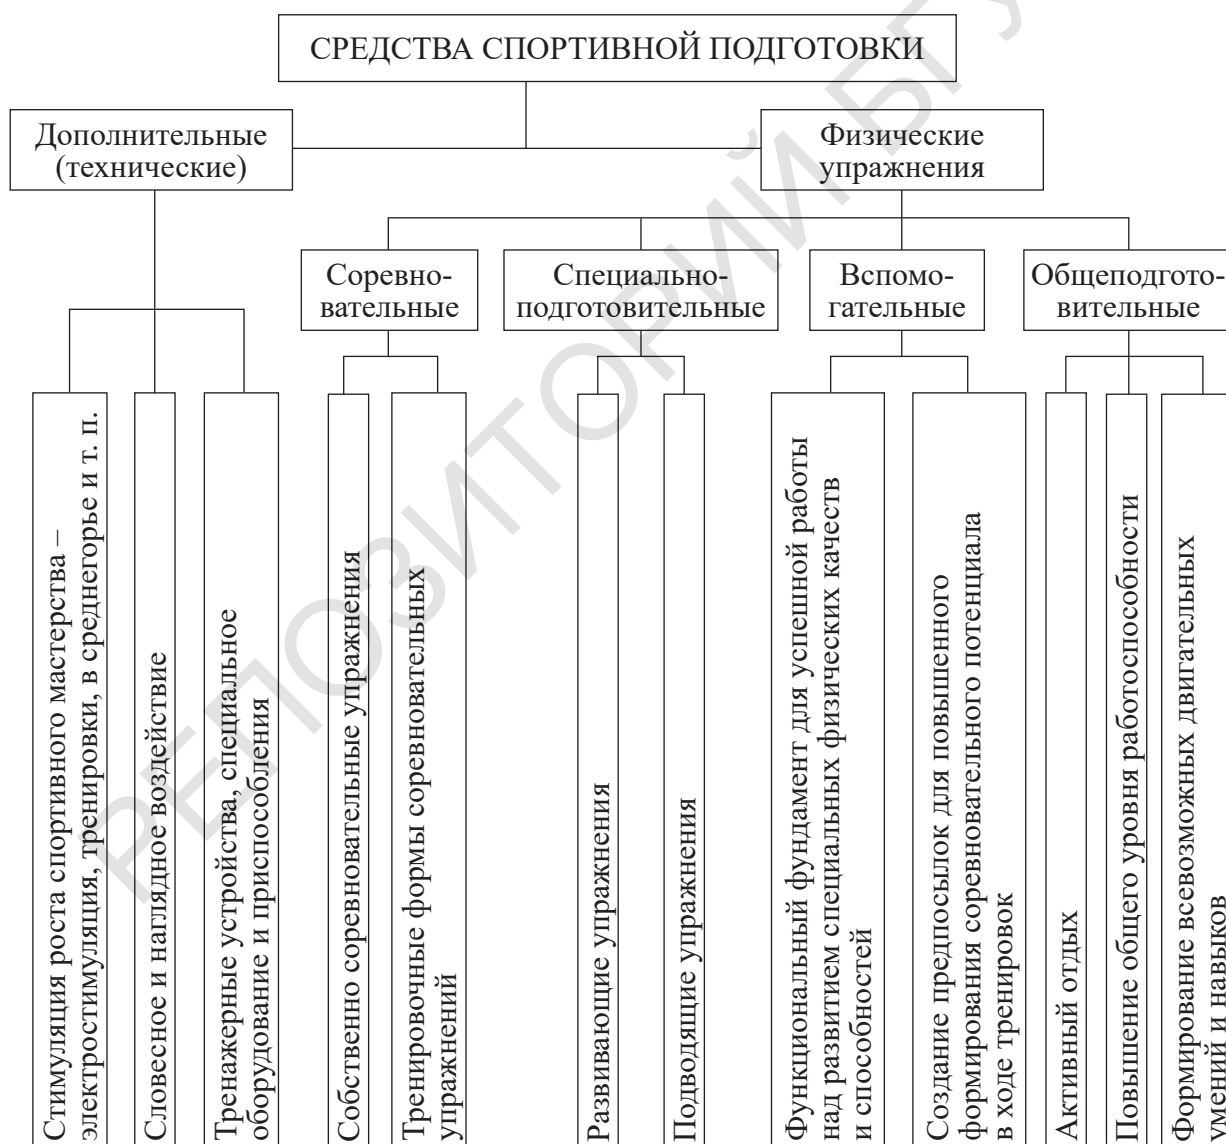 СРЕДСТВА СПОРТИВНОЙ ПОДГОТОВКИ
Дополнительные
(технические)
Физические
упражнения
Соревно-
вательные
Специально-
подготовительные
Вспомо-
гательные
Общеподгото-
вительные
Стимуляция роста спортивного мастерства –
электростимуляция, тренировки, в среднегорье и т. п.
Словесное и наглядное воздействие
Тренажерные устройства, специальное
оборудование и приспособления
Собственно соревновательные упражнения
Тренировочные формы соревновательных
упражнений
Развивающие упражнения
Подводящие упражнения
Функциональный фундамент для успешной работы
над развитием специальных физических качеств
и способностей
Создание предпосылок для повышенного
формирования соревновательного потенциала
в ходе тренировок
Активный отдых
Повышение общего уровня работоспособности
Формирование всевозможных двигательных
умений и навыков
РЕПОЗИТОРИЙ БГУ